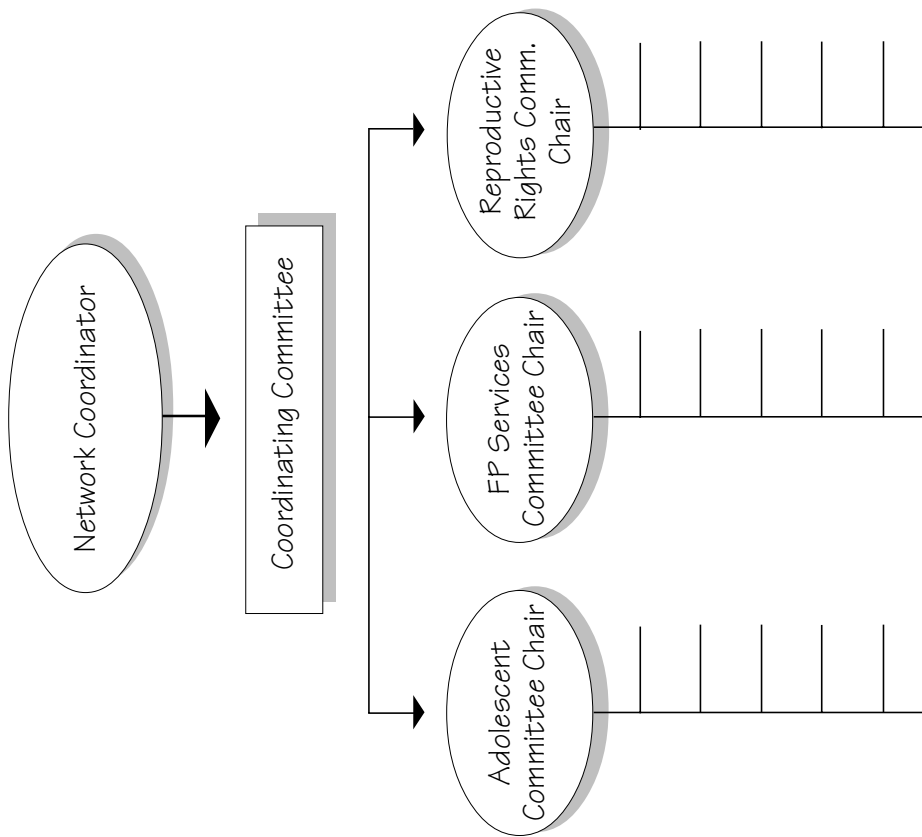 Network Coordinator
Coordinating Committee
Adolescent
Committee Chair
FP Services
Committee Chair
Reproductive
Rights Comm.
Chair